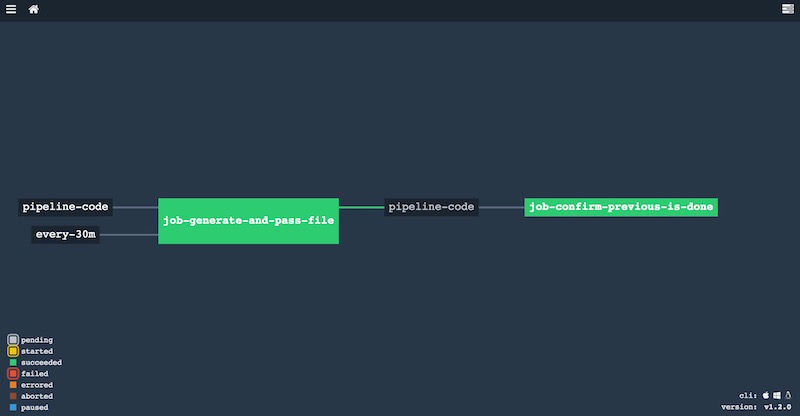 pipeline-code
job-generate-and-pass-file
pipeline-code
job-confirm-previous-is-done
every-30m
pending
started
succeeded
failed
errored
aborted
paused
cli:
version: v1.2.0